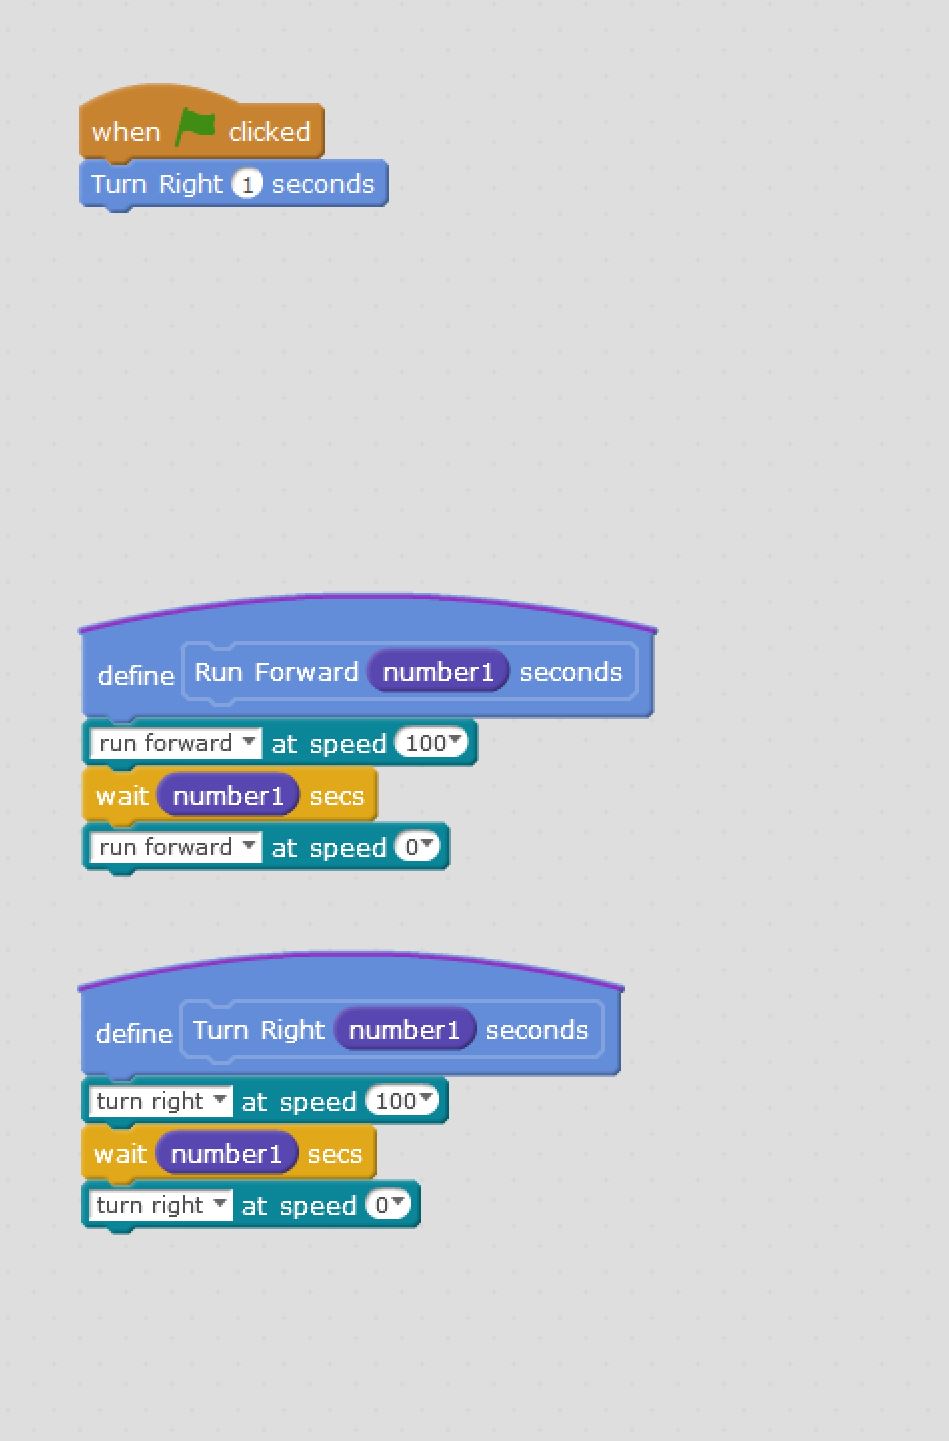 when clicked
Turn Right 1 seconds
define Run Forward number1 seconds
run forward at speed 100
wait number1 secs
run forward at speed 0
define Turn Right number1 seconds
turn right at speed 100
wait number1 secs
turn right at speed 0